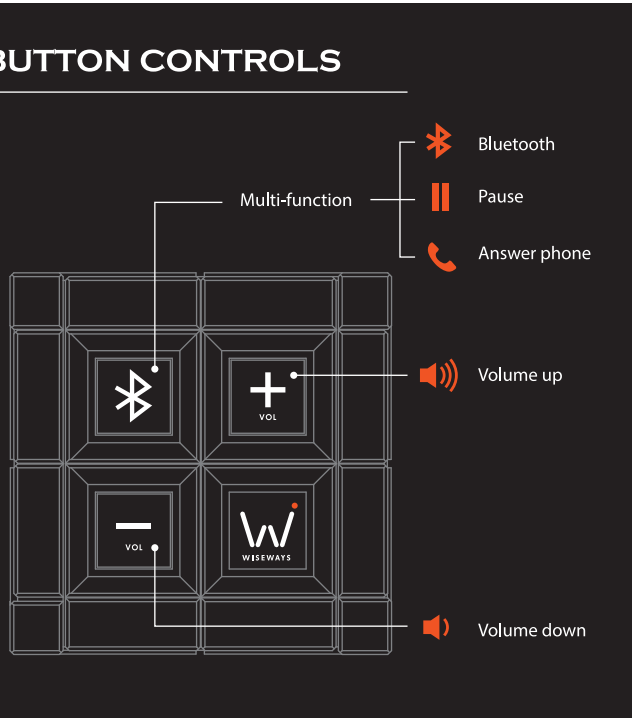 BUTTON CONTROLS
Bluetooth
Multi-function
Pause
Answer phone
Volume up
VOL
VOL
WISEWAYS
Volume down